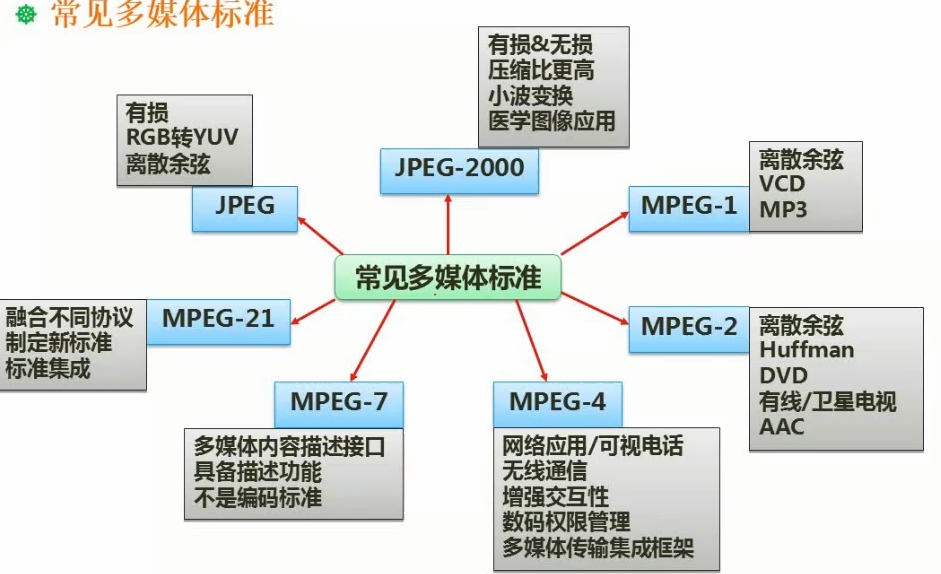 常见多媒体标准
有损&无损
压缩比更高
小波变换
医学图像应用
JPEG-2000
有损
RGB转YUV
离散余弦
JPEG
离散余弦
VCD
MP3
MPEG-1
常见多媒体标准
融合不同协议
制定新标准
标准集成
MPEG-21
MPEG-2
离散余弦
Huffman
DVD
有线/卫星电视
AAC
MPEG-7
多媒体内容描述接口
具备描述功能
不是编码标准
MPEG-4
网络应用/可视电话
无线通信
增强交互性
数码权限管理
多媒体传输集成框架